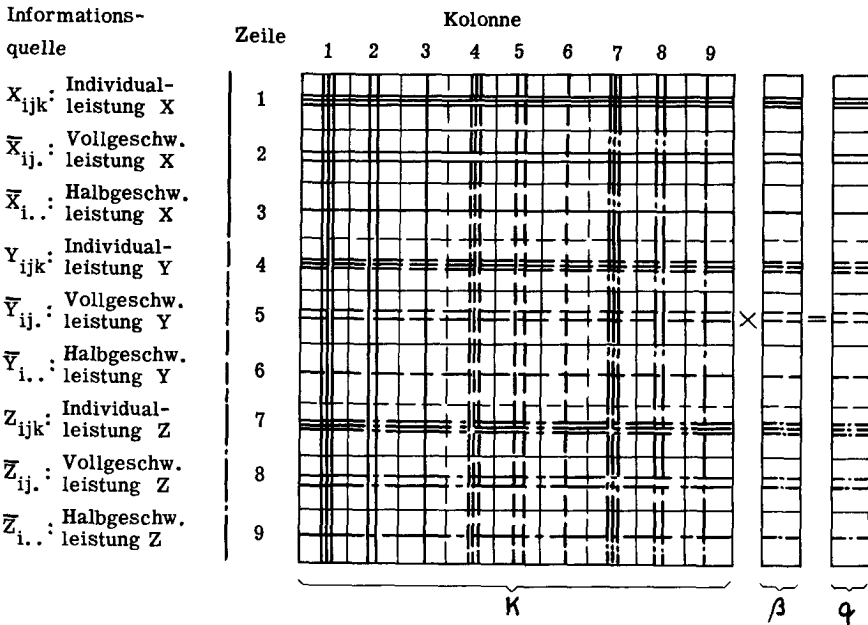 Informations-
quelle
Zeile
Kolonne
1 2 3 4 5 6 7 8 9
X_ijk: Individual-
leistung X
1
X̄_ij.: Vollgeschw.
leistung X
2
X̄_i..: Halbgeschw.
leistung X
3
Y_ijk: Individual-
leistung Y
4
Ȳ_ij.: Vollgeschw.
leistung Y
5
× =
Ȳ_i..: Halbgeschw.
leistung Y
6
Z_ijk: Individual-
leistung Z
7
Z̄_ij.: Vollgeschw.
leistung Z
8
Z̄_i..: Halbgeschw.
leistung Z
9
K β q